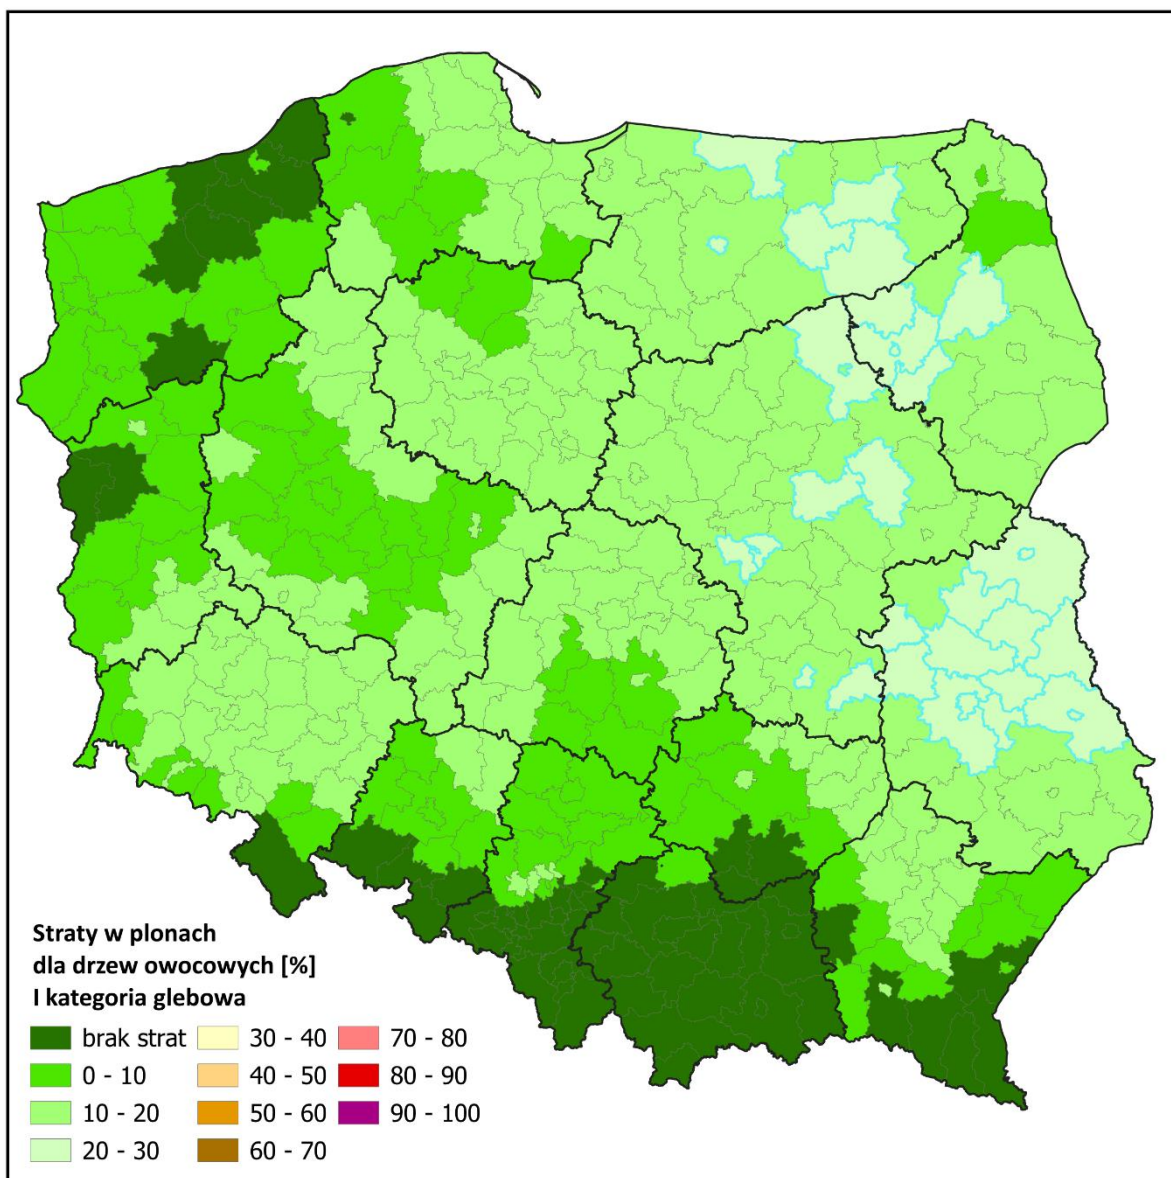 Straty w plonach
dla drzew owocowych [%]
I kategoria glebowa
brak strat
0 - 10
10 - 20
20 - 30
30 - 40
40 - 50
50 - 60
60 - 70
70 - 80
80 - 90
90 - 100